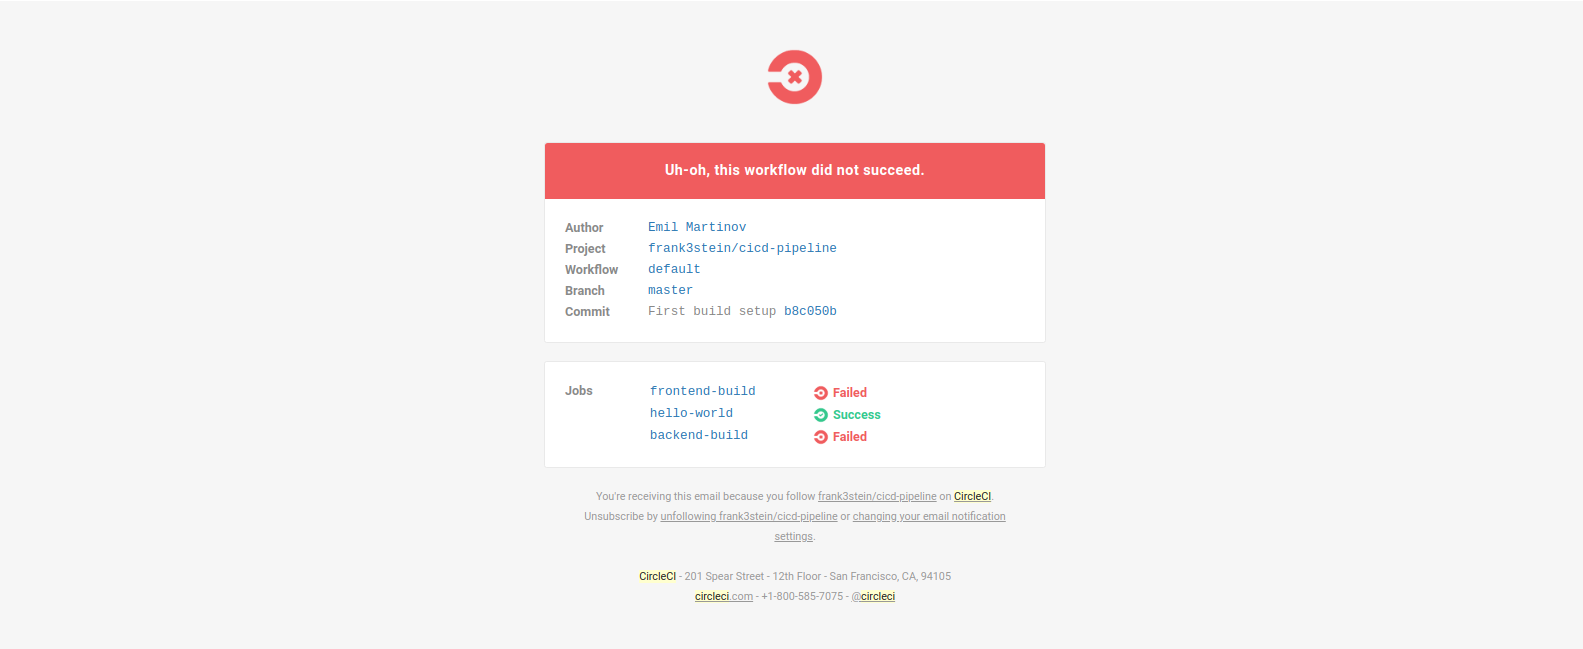 Uh-oh, this workflow did not succeed.
Author Emil Martinov
Project frank3stein/cicd-pipeline
Workflow default
Branch master
Commit First build setup b8c050b
Jobs frontend-build Failed
hello-world Success
backend-build Failed
You're receiving this email because you follow frank3stein/cicd-pipeline on CircleCI.
Unsubscribe by unfollowing frank3stein/cicd-pipeline or changing your email notification
settings.
CircleCI - 201 Spear Street - 12th Floor - San Francisco, CA, 94105
circleci.com - +1-800-585-7075 - @circleci